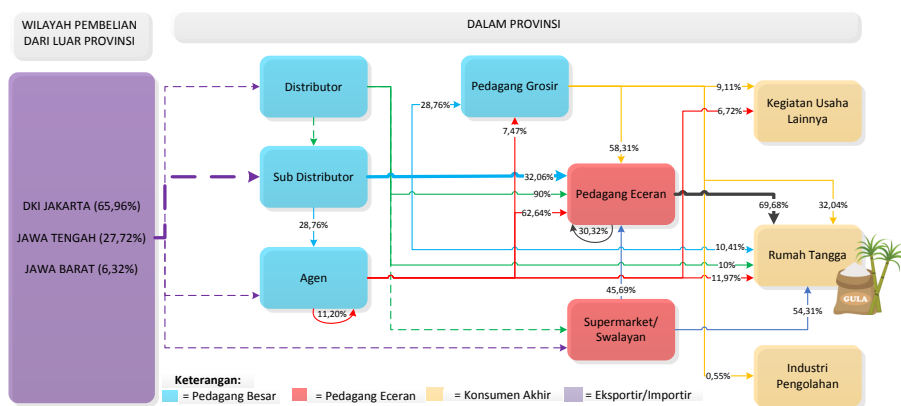 WILAYAH PEMBELIAN
DARI LUAR PROVINSI
DALAM PROVINSI
DKI JAKARTA (65,96%)
JAWA TENGAH (27,72%)
JAWA BARAT (6,32%)
Distributor
Sub Distributor
28,76%
Agen
11,20%
Pedagang Grosir
28,76%
7,47%
58,31%
32,06%
90%
62,64%
Pedagang Eceran
30,32%
45,69%
Supermarket/
Swalayan
9,11%
6,72%
Kegiatan Usaha
Lainnya
69,68%
32,04%
10,41%
10%
11,97%
Rumah Tangga
GULA
54,31%
0,55%
Industri
Pengolahan
Keterangan:
= Pedagang Besar
= Pedagang Eceran
= Konsumen Akhir
= Eksportir/Importir